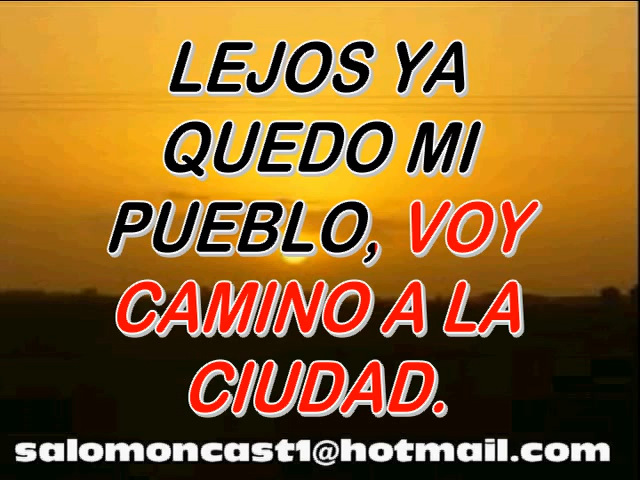 LEJOS YA
QUEDO MI
PUEBLO, VOY
CAMINO A LA
CIUDAD.
salomoncast1@hotmail.com